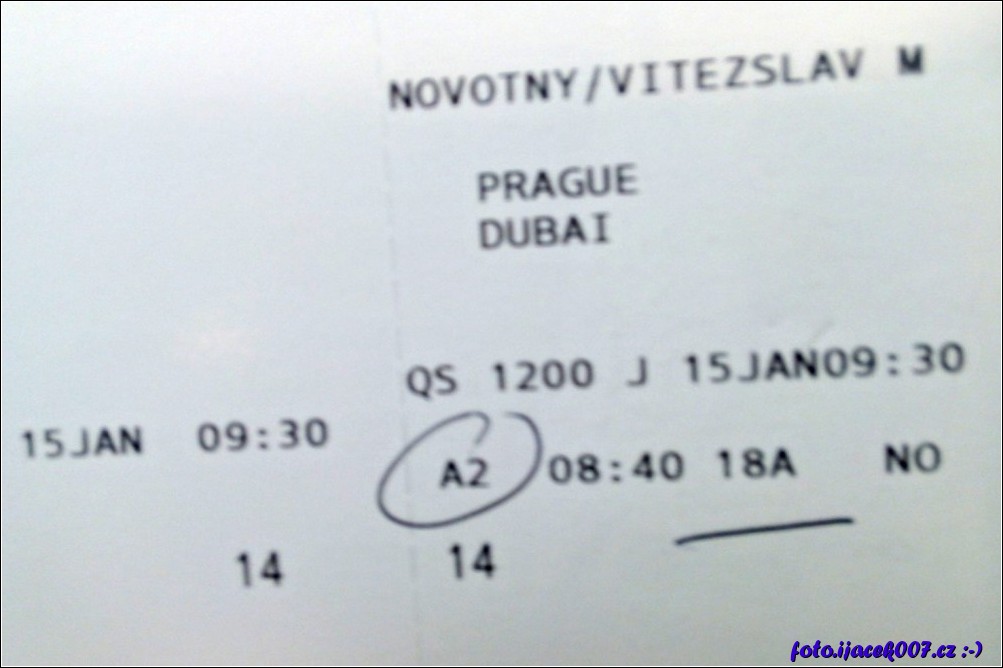 NOVOTNY/VITEZSLAV M
PRAGUE
DUBAI
QS 1200 J 15JAN09:30
15JAN 09:30
A2 08:40 18A NO
14 14
foto.ijacek007.cz :-)